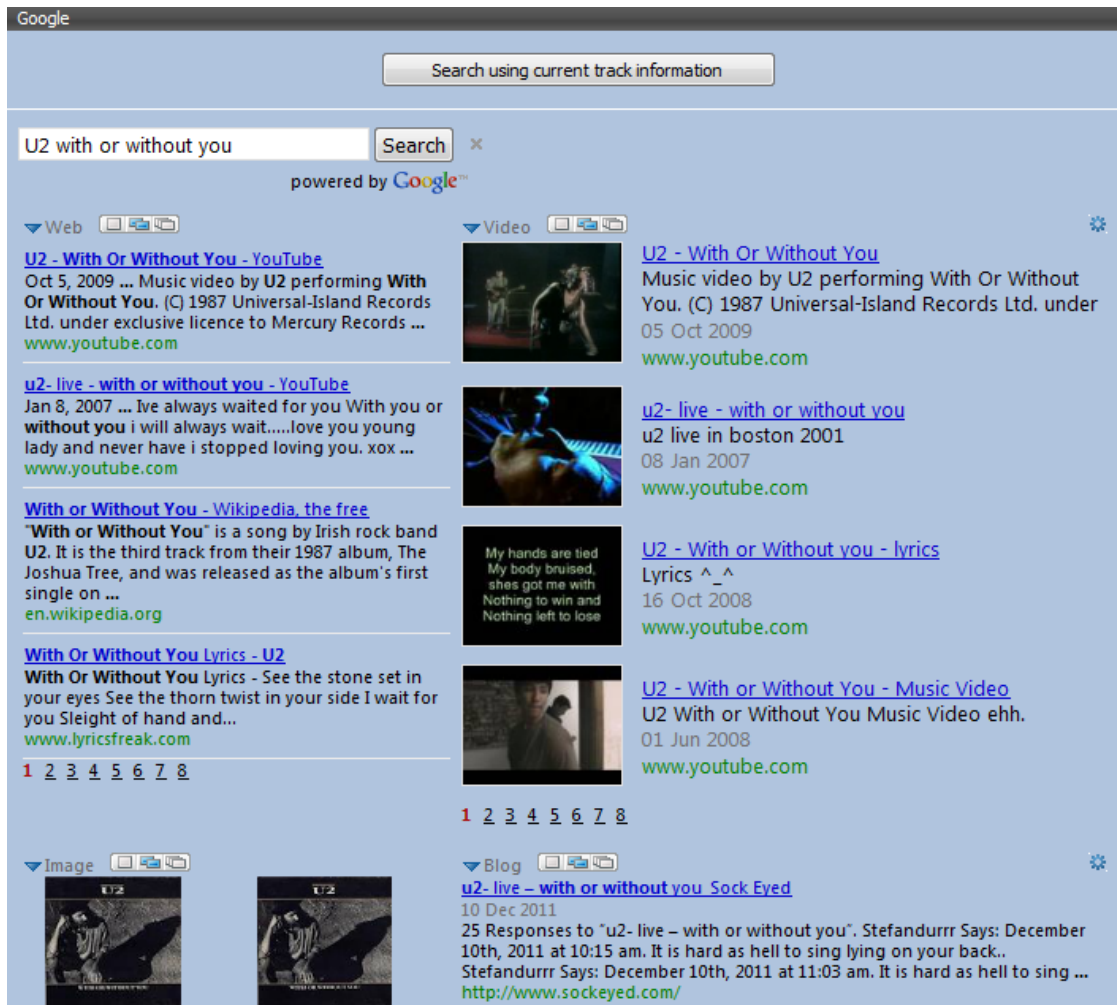 Google
Search using current track information
U2 with or without you
Search
powered by Google™
Web
U2 - With Or Without You - YouTube
Oct 5, 2009 ... Music video by U2 performing With
Or Without You. (C) 1987 Universal-Island Records
Ltd. under exclusive licence to Mercury Records ...
www.youtube.com
u2- live - with or without you - YouTube
Jan 8, 2007 ... Ive always waited for you With you or
without you i will always wait.....love you young
lady and never have i stopped loving you. xox ...
www.youtube.com
With or Without You - Wikipedia, the free
"With or Without You" is a song by Irish rock band
U2. It is the third track from their 1987 album, The
Joshua Tree, and was released as the album's first
single on ...
en.wikipedia.org
With Or Without You Lyrics - U2
With Or Without You Lyrics - See the stone set in
your eyes See the thorn twist in your side I wait for
you Sleight of hand and...
www.lyricsfreak.com
1 2 3 4 5 6 7 8
Video
U2 - With Or Without You
Music video by U2 performing With Or Without
You. (C) 1987 Universal-Island Records Ltd. under
05 Oct 2009
www.youtube.com
u2- live - with or without you
u2 live in boston 2001
08 Jan 2007
www.youtube.com
My hands are tied
My body bruised,
shes got me with
Nothing to win and
Nothing left to lose
U2 - With or Without you - lyrics
Lyrics ^_^
16 Oct 2008
www.youtube.com
U2 - With or Without You - Music Video
U2 With or Without You Music Video ehh.
01 Jun 2008
www.youtube.com
1 2 3 4 5 6 7 8
Image
U2
WITH OR WITHOUT YOU
U2
WITH OR WITHOUT YOU
Blog
u2- live – with or without you Sock Eyed
10 Dec 2011
25 Responses to "u2- live – with or without you". Stefandurrr Says: December
10th, 2011 at 10:15 am. It is hard as hell to sing lying on your back..
Stefandurrr Says: December 10th, 2011 at 11:03 am. It is hard as hell to sing ...
http://www.sockeyed.com/